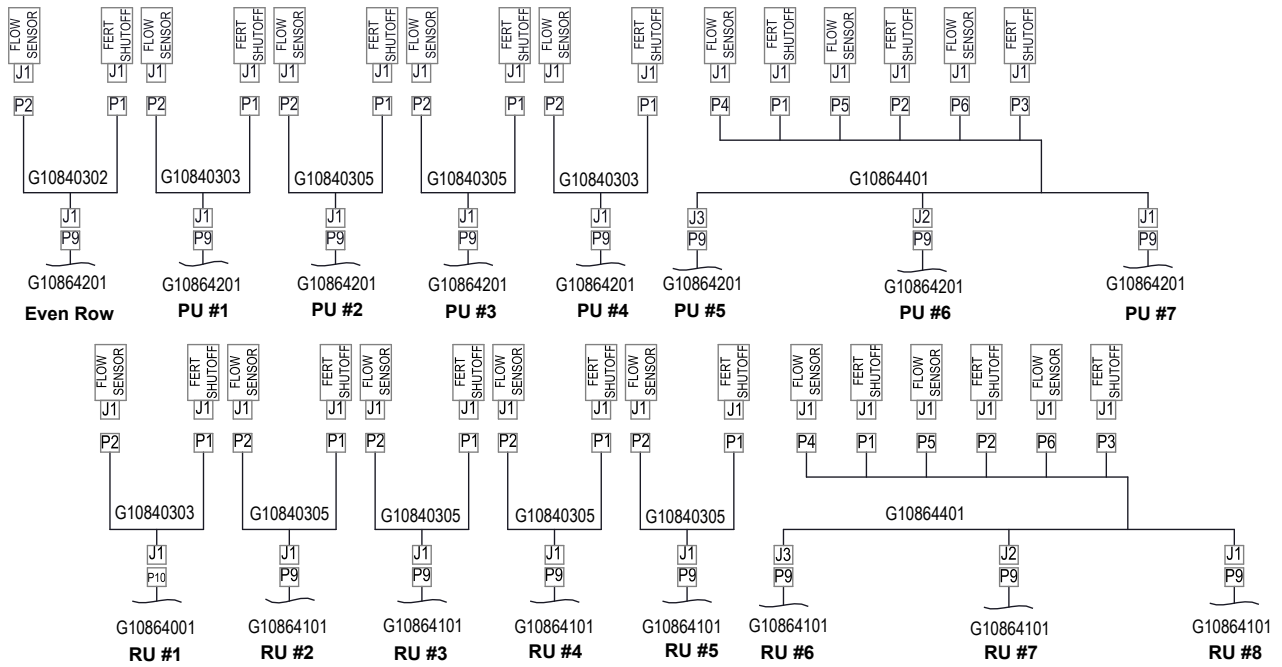 FLOW SENSOR
FERT SHUTOFF
FLOW SENSOR
FERT SHUTOFF
FLOW SENSOR
FERT SHUTOFF
FLOW SENSOR
FERT SHUTOFF
FLOW SENSOR
FERT SHUTOFF
FLOW SENSOR
FERT SHUTOFF
FLOW SENSOR
FERT SHUTOFF
FLOW SENSOR
FERT SHUTOFF
J1 J1 J1 J1 J1 J1 J1 J1 J1 J1 J1 J1 J1 J1 J1 J1
P2 P1 P2 P1 P2 P1 P2 P1 P2 P1 P4 P1 P5 P2 P6 P3
G10840302 G10840303 G10840305 G10840305 G10840303 G10864401
J1 J1 J1 J1 J1 J3 J2 J1
P9 P9 P9 P9 P9 P9 P9 P9
G10864201 G10864201 G10864201 G10864201 G10864201 G10864201 G10864201 G10864201
Even Row PU #1 PU #2 PU #3 PU #4 PU #5 PU #6 PU #7
FLOW SENSOR
FERT SHUTOFF
FLOW SENSOR
FERT SHUTOFF
FLOW SENSOR
FERT SHUTOFF
FLOW SENSOR
FERT SHUTOFF
FLOW SENSOR
FERT SHUTOFF
FLOW SENSOR
FERT SHUTOFF
FLOW SENSOR
FERT SHUTOFF
FLOW SENSOR
FERT SHUTOFF
J1 J1 J1 J1 J1 J1 J1 J1 J1 J1 J1 J1 J1 J1 J1 J1
P2 P1 P2 P1 P2 P1 P2 P1 P2 P1 P4 P1 P5 P2 P6 P3
G10840303 G10840305 G10840305 G10840305 G10840305 G10864401
J1 J1 J1 J1 J1 J3 J2 J1
P10 P9 P9 P9 P9 P9 P9 P9
G10864001 G10864101 G10864101 G10864101 G10864101 G10864101 G10864101 G10864101
RU #1 RU #2 RU #3 RU #4 RU #5 RU #6 RU #7 RU #8